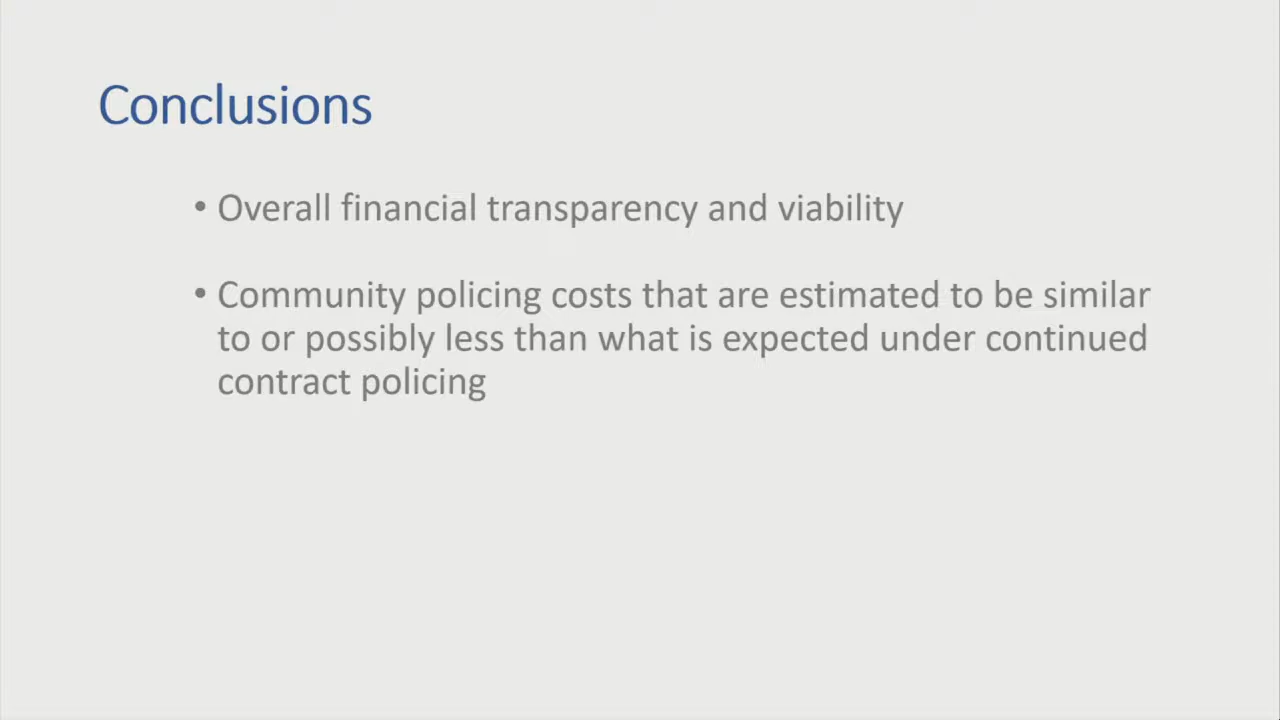 Conclusions
• Overall financial transparency and viability
• Community policing costs that are estimated to be similar
to or possibly less than what is expected under continued
contract policing